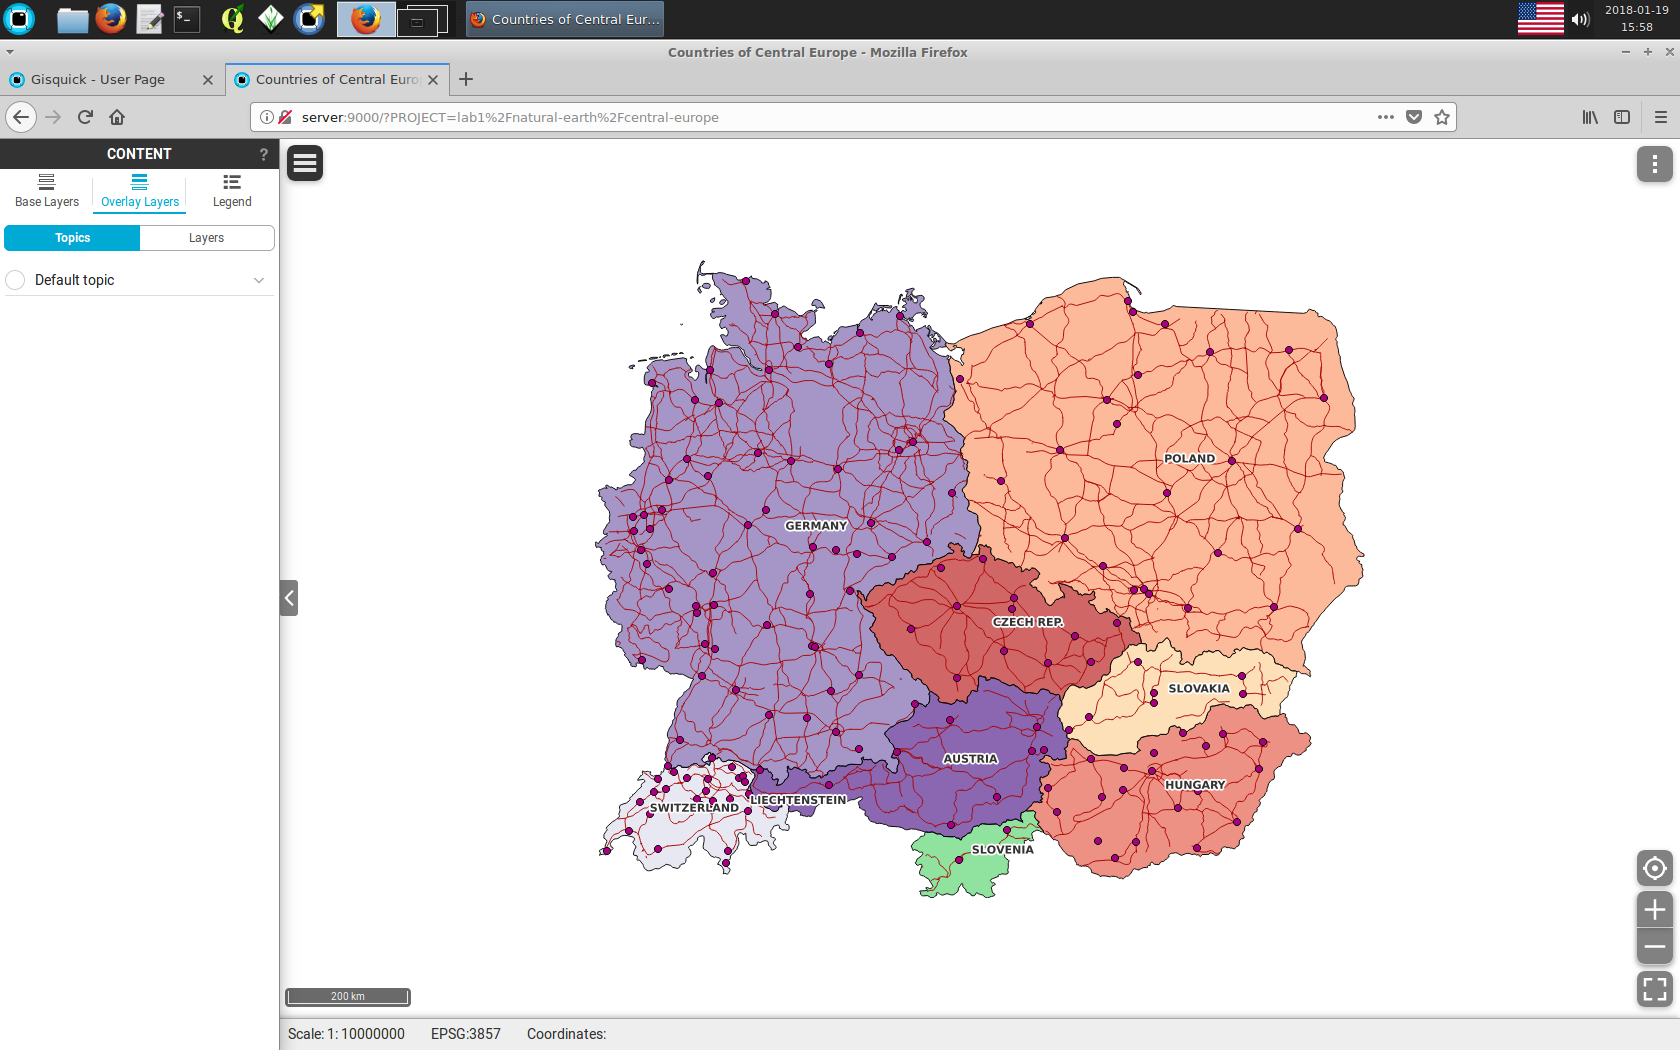 $_
Countries of Central Eur...
2018-01-19
15:58
Countries of Central Europe - Mozilla Firefox
Gisquick - User Page
Countries of Central Euro
server:9000/?PROJECT=lab1%2Fnatural-earth%2Fcentral-europe
CONTENT
?
Base Layers
Overlay Layers
Legend
Topics
Layers
Default topic
POLAND
GERMANY
CZECH REP.
SLOVAKIA
AUSTRIA
HUNGARY
LIECHTENSTEIN
SWITZERLAND
SLOVENIA
200 km
Scale: 1: 10000000
EPSG:3857
Coordinates: